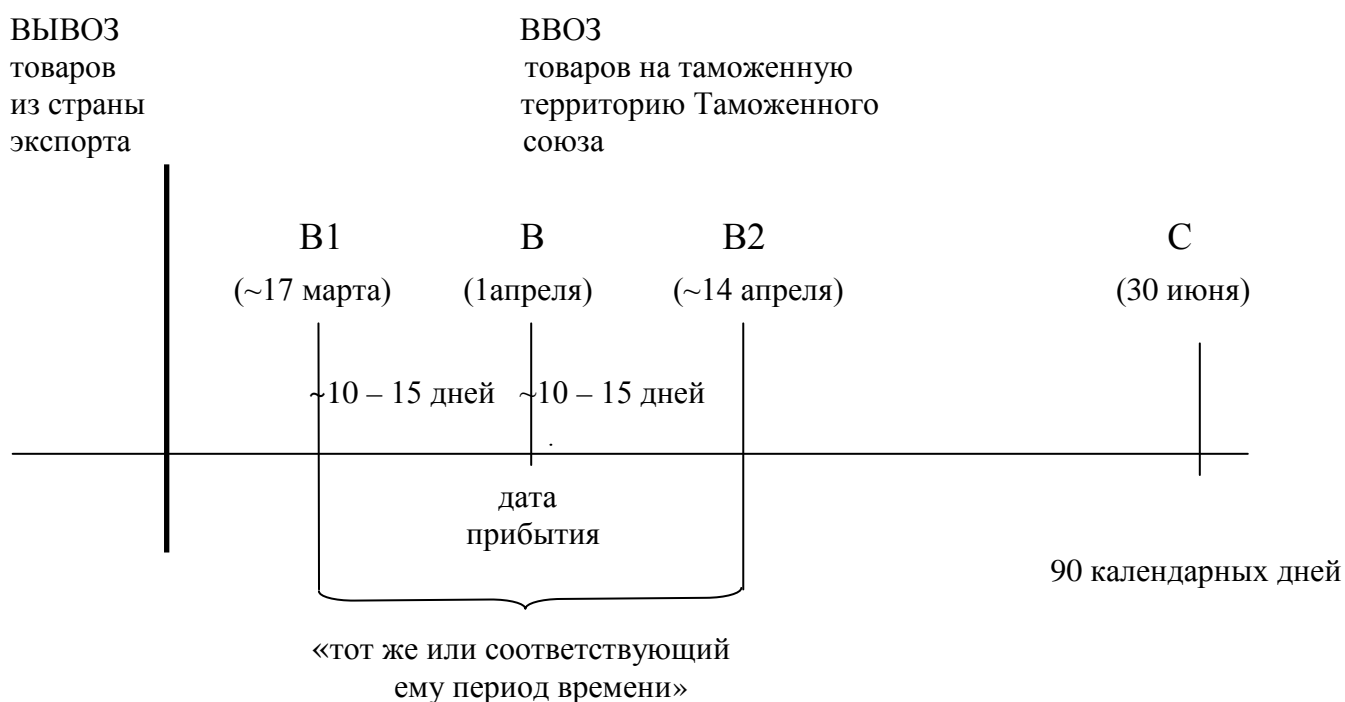 ВЫВОЗ
товаров
из страны
экспорта
ВВОЗ
товаров на таможенную
территорию Таможенного
союза
В1
(~17 марта)
В
(1апреля)
В2
(~14 апреля)
С
(30 июня)
~10 – 15 дней
~10 – 15 дней
дата
прибытия
90 календарных дней
«тот же или соответствующий
ему период времени»